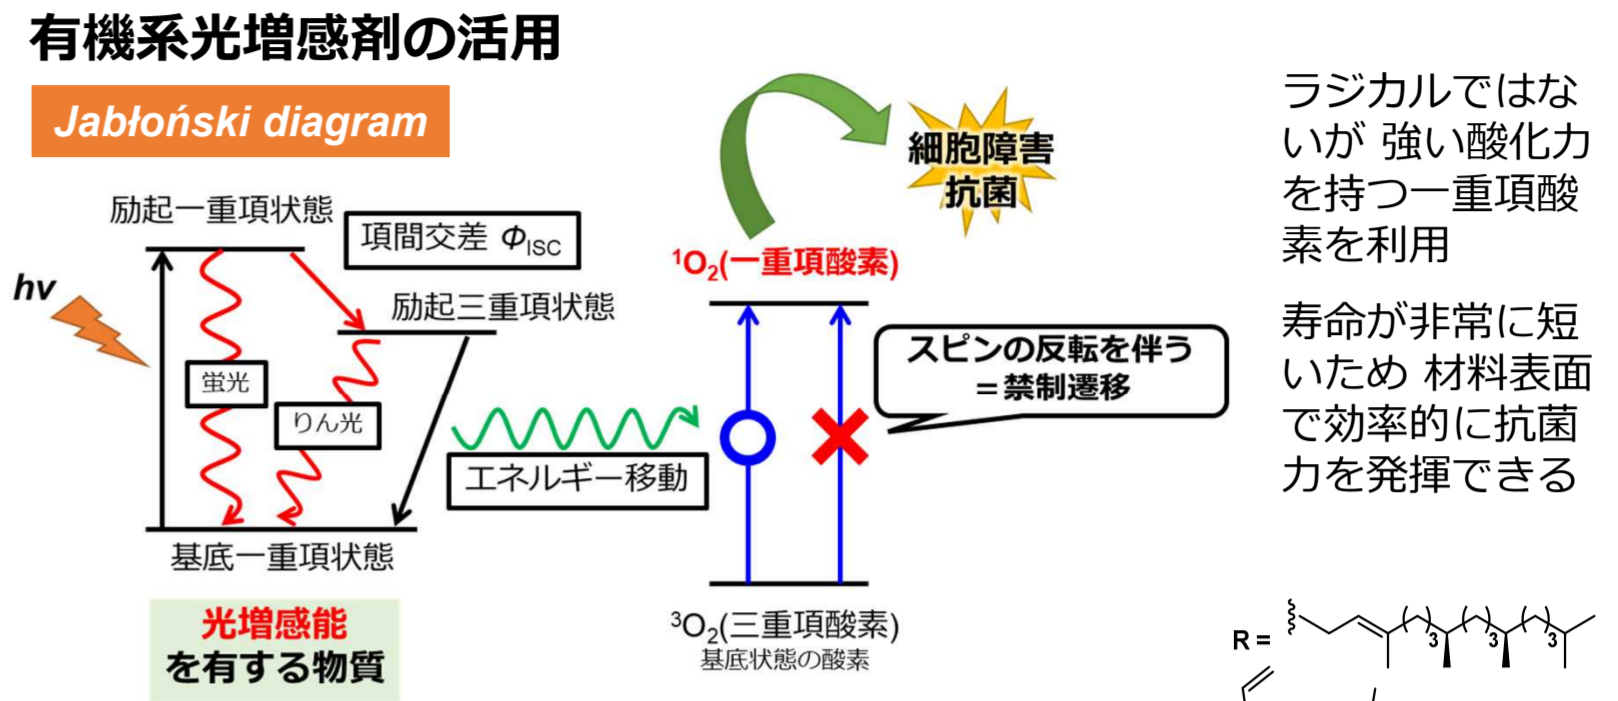 有機系光増感剤の活用
Jabłoński diagram
励起一重項状態
項間交差 ΦISC
hν
励起三重項状態
蛍光
りん光
エネルギー移動
基底一重項状態
光増感能
を有する物質
細胞障害
抗菌
¹O₂(一重項酸素)
スピンの反転を伴う
＝禁制遷移
³O₂(三重項酸素)
基底状態の酸素
ラジカルではな
いが 強い酸化力
を持つ一重項酸
素を利用
寿命が非常に短
いため 材料表面
で効率的に抗菌
力を発揮できる
R =
( )3 ( )3 ( )3